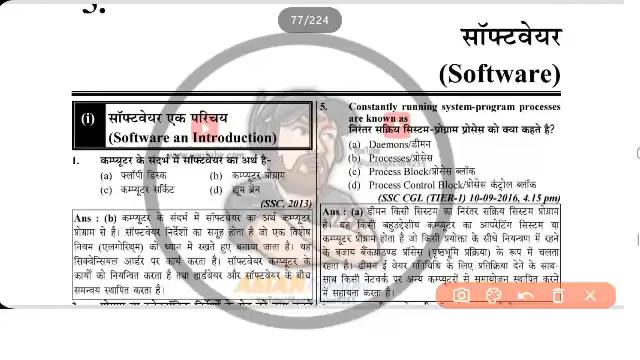 77/224
सॉफ्टवेयर
(Software)
(i) सॉफ्टवेयर एक परिचय
(Software an Introduction)
1. कम्प्यूटर के संदर्भ में सॉफ्टवेयर का अर्थ है-
(a) फ्लॉपी डिस्क (b) कम्प्यूटर प्रोग्राम
(c) कम्प्यूटर सर्किट (d) ह्यूम ब्रेन
(SSC, 2013)
Ans : (b) कम्प्यूटर के संदर्भ में सॉफ्टवेयर का अर्थ कम्प्यूटर
प्रोग्राम से है। सॉफ्टवेयर निर्देशों का समूह होता है जो एक विशेष
नियम (एलगोरिद्म) को ध्यान में रखते हुए बनाया जाता है। यह
सिक्वेन्सियल आर्डर पर कार्य करता है। सॉफ्टवेयर कम्प्यूटर के
कार्यों को नियन्त्रित करता है तथा हार्डवेयर और सॉफ्टवेयर के बीच
समन्वय स्थापित करता है।
5. Constantly running system-program processes
are known as
निरंतर सक्रिय सिस्टम-प्रोग्राम प्रोसेस को क्या कहते है?
(a) Daemons/डीमन
(b) Processes/प्रोसेस
(c) Process Block/प्रोसेस ब्लॉक
(d) Process Control Block/प्रोसेस कंट्रोल ब्लॉक
(SSC CGL (TIER-1) 10-09-2016, 4.15 pm)
Ans : (a) डीमन किसी सिस्टम का निरंतर सक्रिय सिस्टम प्रोग्राम
है। यह किसी बहुउद्देशीय कम्प्यूटर का आपरेटिंग सिस्टम या
कम्प्यूटर प्रोग्राम होता है जो किसी प्रयोक्ता के सीधे नियन्त्रण में रहने
के बजाय बैकग्राउण्ड प्रॉसेस (पृष्ठभूमि प्रक्रिया) के रूप में चलता
रहता है। डीमन ई वेयर गतिविधि के लिए प्रतिक्रिया देने के साथ-
साथ किसी नेटवर्क पर अन्य कम्प्यूटरों से समायोजन स्थापित करने
में सहायता करता है।
ASIAN